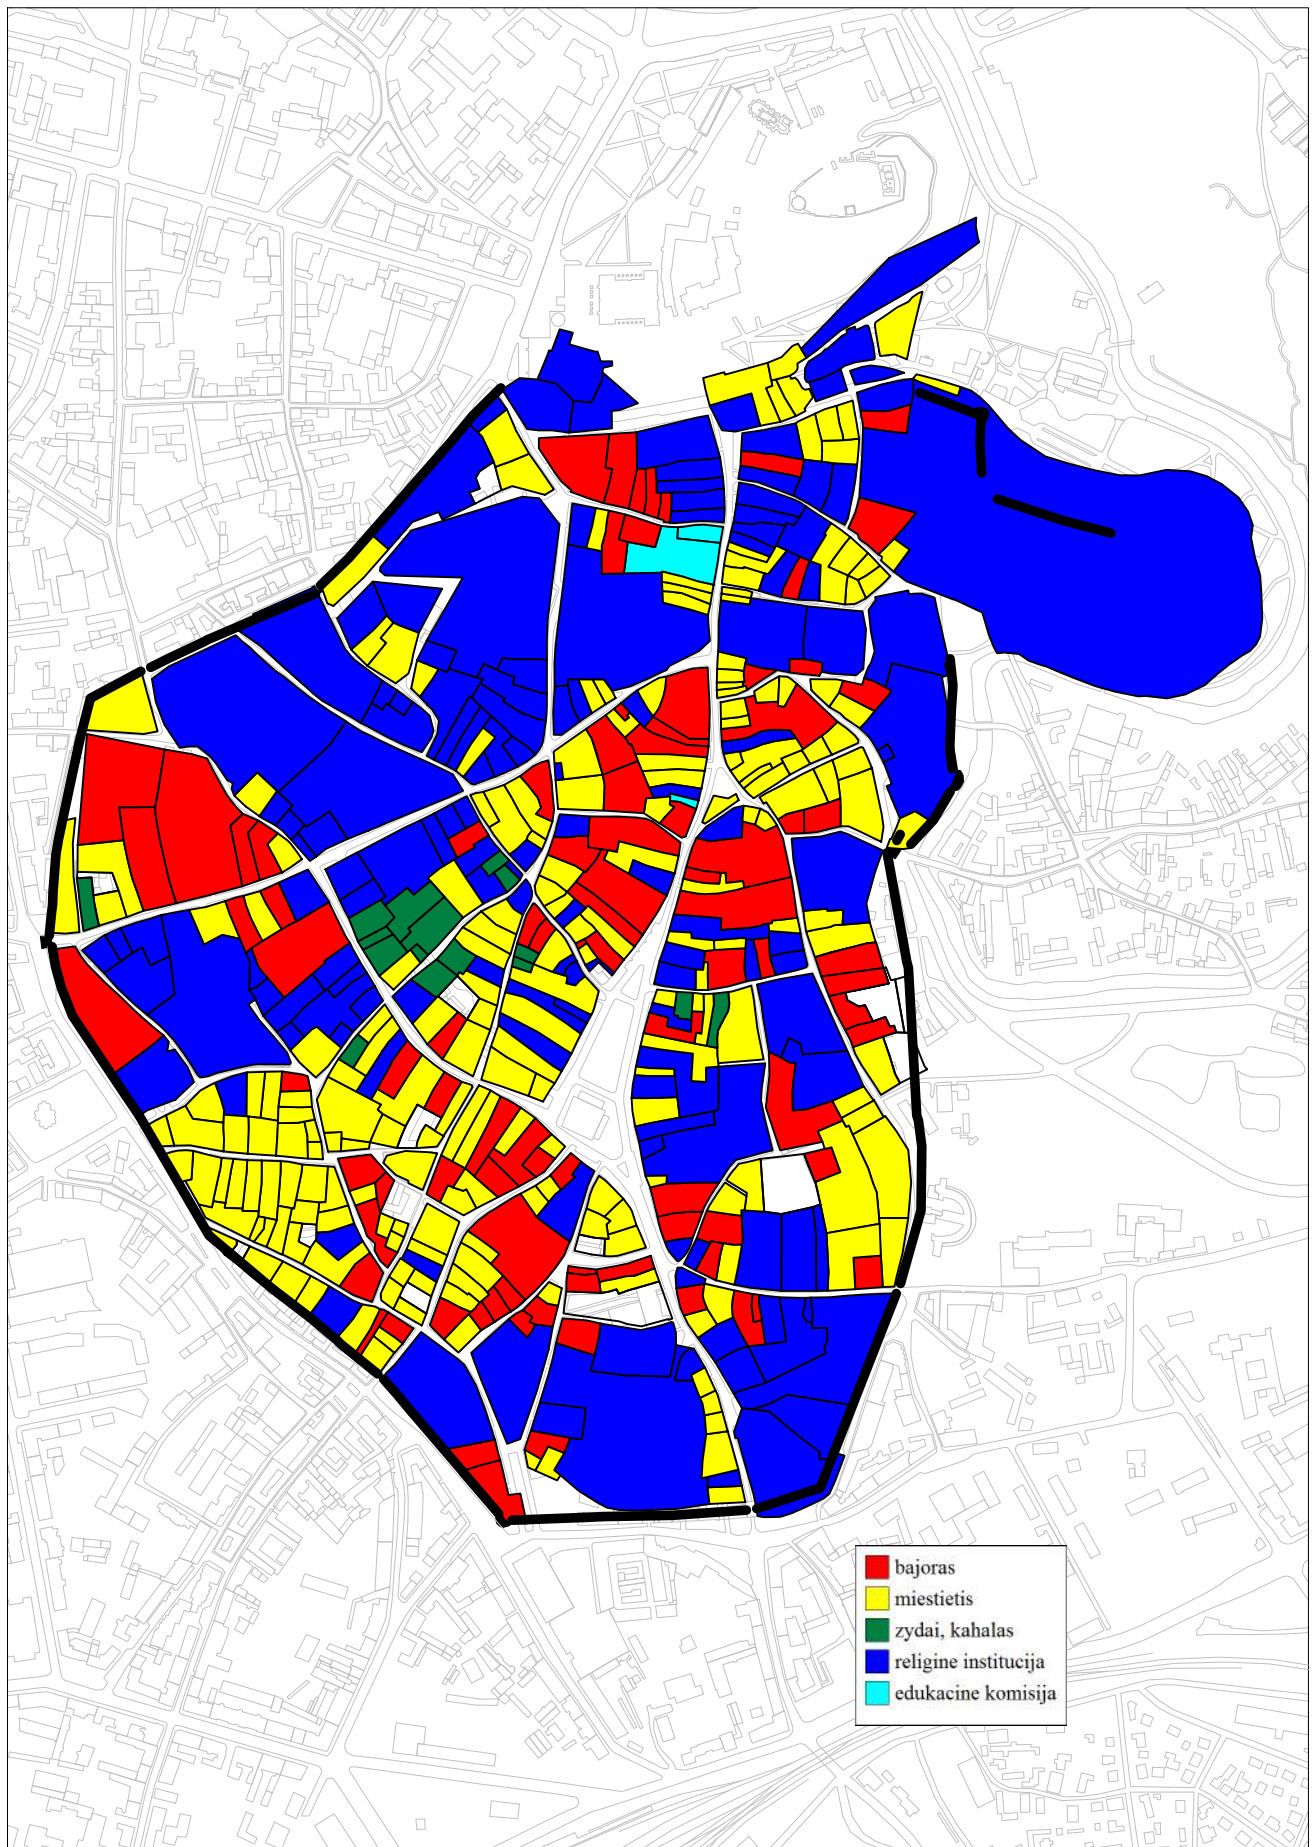 bajoras
miestietis
zydai, kahalas
religine institucija
edukacine komisija